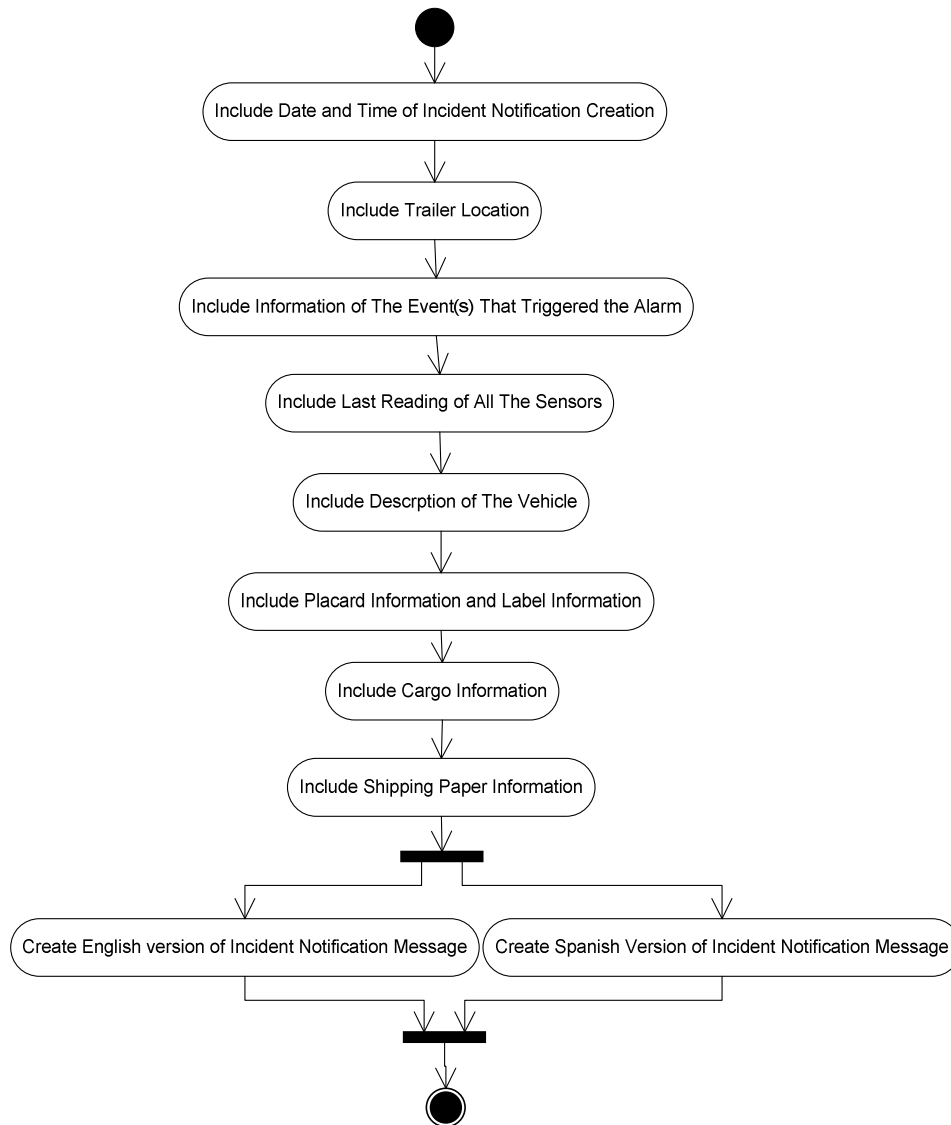 Include Date and Time of Incident Notification Creation
Include Trailer Location
Include Information of The Event(s) That Triggered the Alarm
Include Last Reading of All The Sensors
Include Descrption of The Vehicle
Include Placard Information and Label Information
Include Cargo Information
Include Shipping Paper Information
Create English version of Incident Notification Message
Create Spanish Version of Incident Notification Message